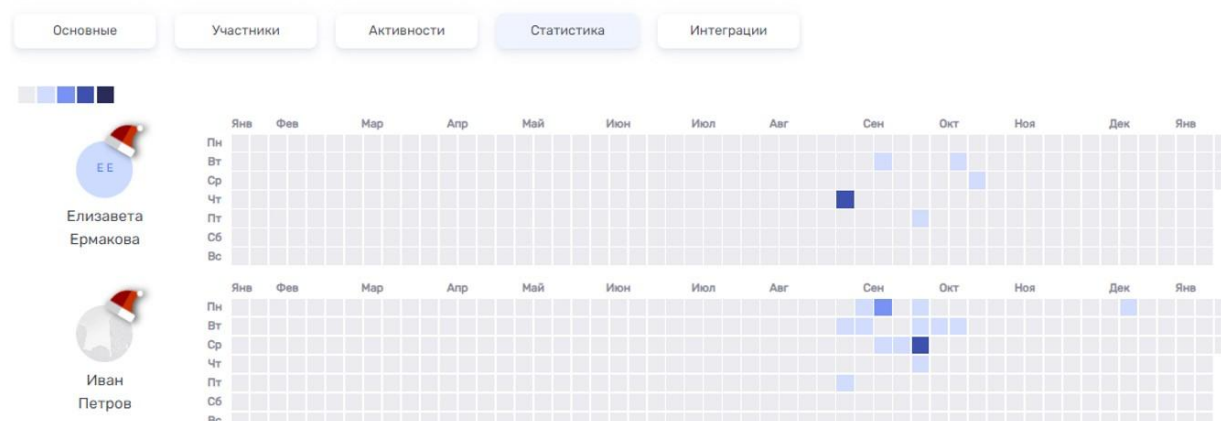 Основные Участники Активности Статистика Интеграции
Янв Фев Мар Апр Май Июн Июл Авг Сен Окт Ноя Дек Янв
Пн
Вт
Ср
Чт
Пт
Сб
Вс
ЕЕ
Елизавета
Ермакова
Янв Фев Мар Апр Май Июн Июл Авг Сен Окт Ноя Дек Янв
Пн
Вт
Ср
Чт
Пт
Сб
Вс
Иван
Петров